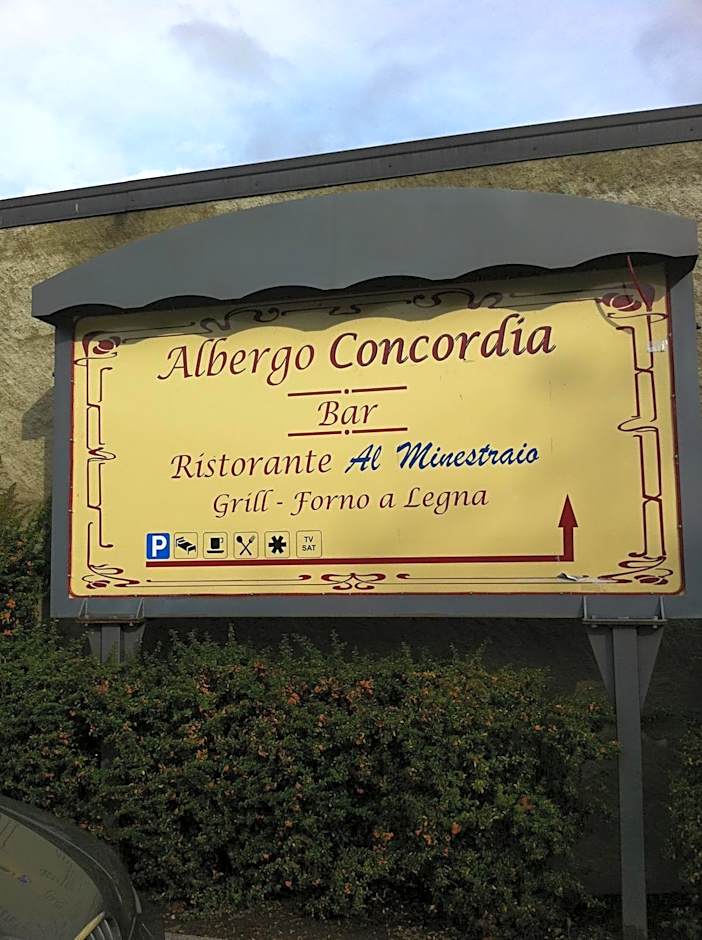 Albergo Concordia
Bar
Ristorante Al Minestraio
Grill - Forno a Legna
P
TV
SAT